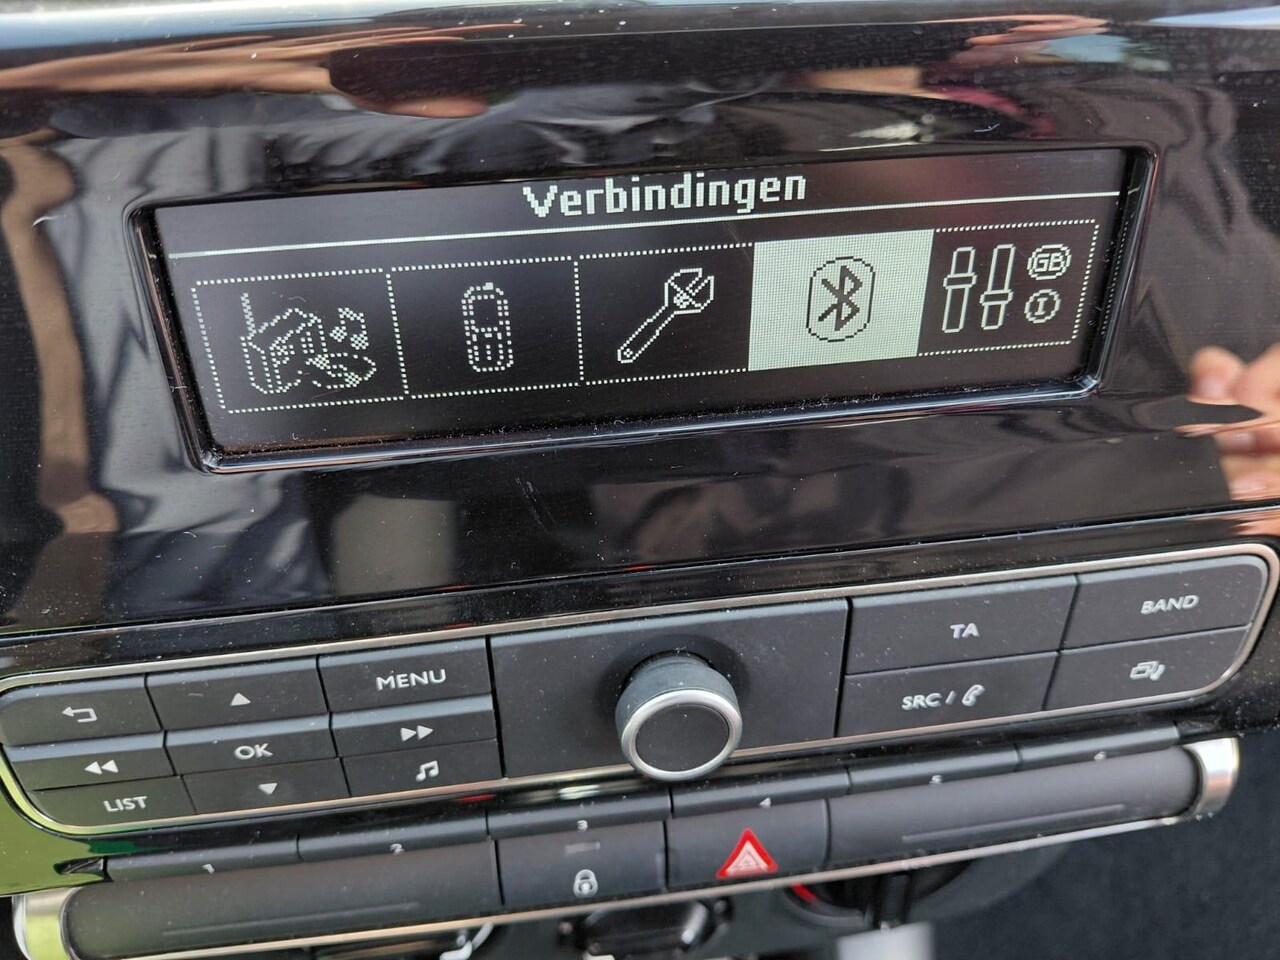 Verbindingen
GB
I
MENU
TA
BAND
OK
SRC /
LIST
1
2
3
4
5
6